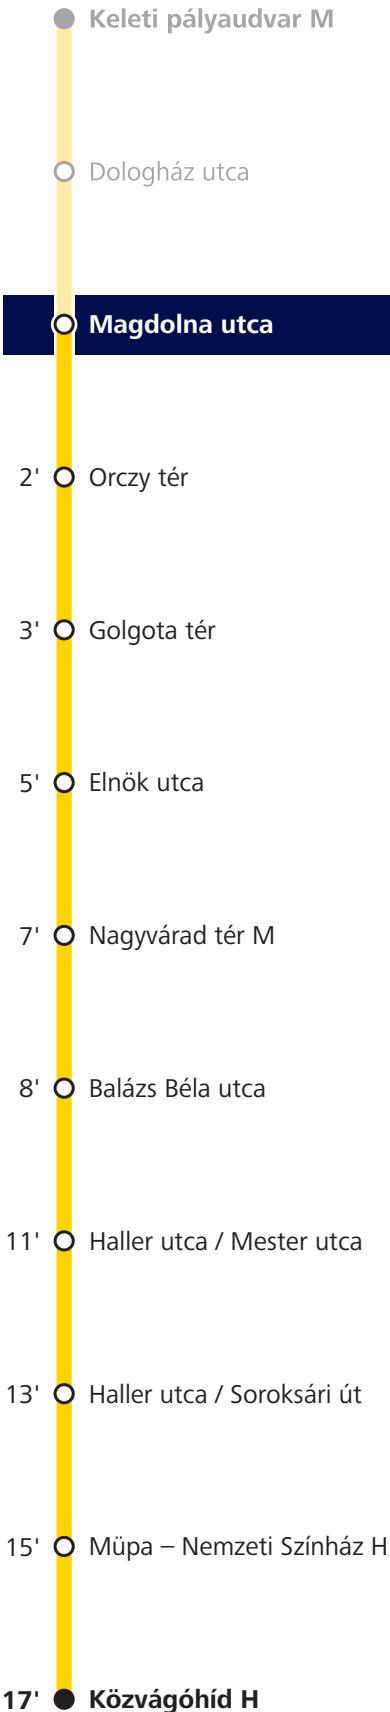 Keleti pályaudvar M
Dologház utca
Magdolna utca
2' Orczy tér
3' Golgota tér
5' Elnök utca
7' Nagyvárad tér M
8' Balázs Béla utca
11' Haller utca / Mester utca
13' Haller utca / Soroksári út
15' Müpa – Nemzeti Színház H
17' Közvágóhíd H